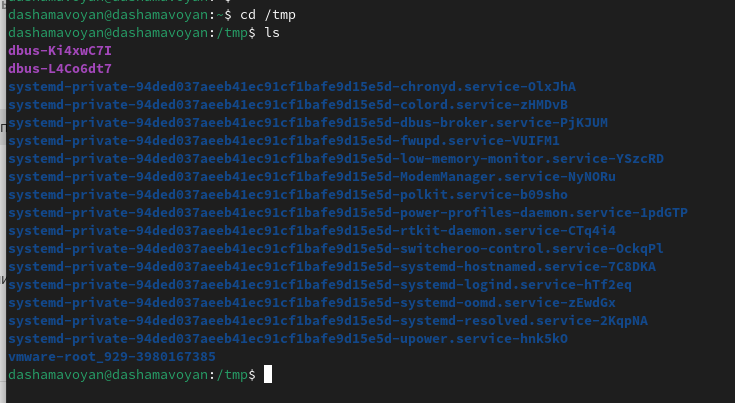 dashamavoyan@dashamavoyan:~$ cd /tmp
dashamavoyan@dashamavoyan:/tmp$ ls
dbus-Ki4xwC7I
dbus-L4Co6dt7
systemd-private-94ded037aeeb41ec91cf1bafe9d15e5d-chronyd.service-OlxJhA
systemd-private-94ded037aeeb41ec91cf1bafe9d15e5d-colord.service-zHMDvB
systemd-private-94ded037aeeb41ec91cf1bafe9d15e5d-dbus-broker.service-PjKJUM
systemd-private-94ded037aeeb41ec91cf1bafe9d15e5d-fwupd.service-VUIFM1
systemd-private-94ded037aeeb41ec91cf1bafe9d15e5d-low-memory-monitor.service-YSzcRD
systemd-private-94ded037aeeb41ec91cf1bafe9d15e5d-ModemManager.service-NyNORu
systemd-private-94ded037aeeb41ec91cf1bafe9d15e5d-polkit.service-b09sho
systemd-private-94ded037aeeb41ec91cf1bafe9d15e5d-power-profiles-daemon.service-1pdGTP
systemd-private-94ded037aeeb41ec91cf1bafe9d15e5d-rtkit-daemon.service-CTq4i4
systemd-private-94ded037aeeb41ec91cf1bafe9d15e5d-switcheroo-control.service-OckqPl
systemd-private-94ded037aeeb41ec91cf1bafe9d15e5d-systemd-hostnamed.service-7C8DKA
systemd-private-94ded037aeeb41ec91cf1bafe9d15e5d-systemd-logind.service-hTf2eq
systemd-private-94ded037aeeb41ec91cf1bafe9d15e5d-systemd-oomd.service-zEwdGx
systemd-private-94ded037aeeb41ec91cf1bafe9d15e5d-systemd-resolved.service-2KqpNA
systemd-private-94ded037aeeb41ec91cf1bafe9d15e5d-upower.service-hnk5kO
vmware-root_929-3980167385
dashamavoyan@dashamavoyan:/tmp$